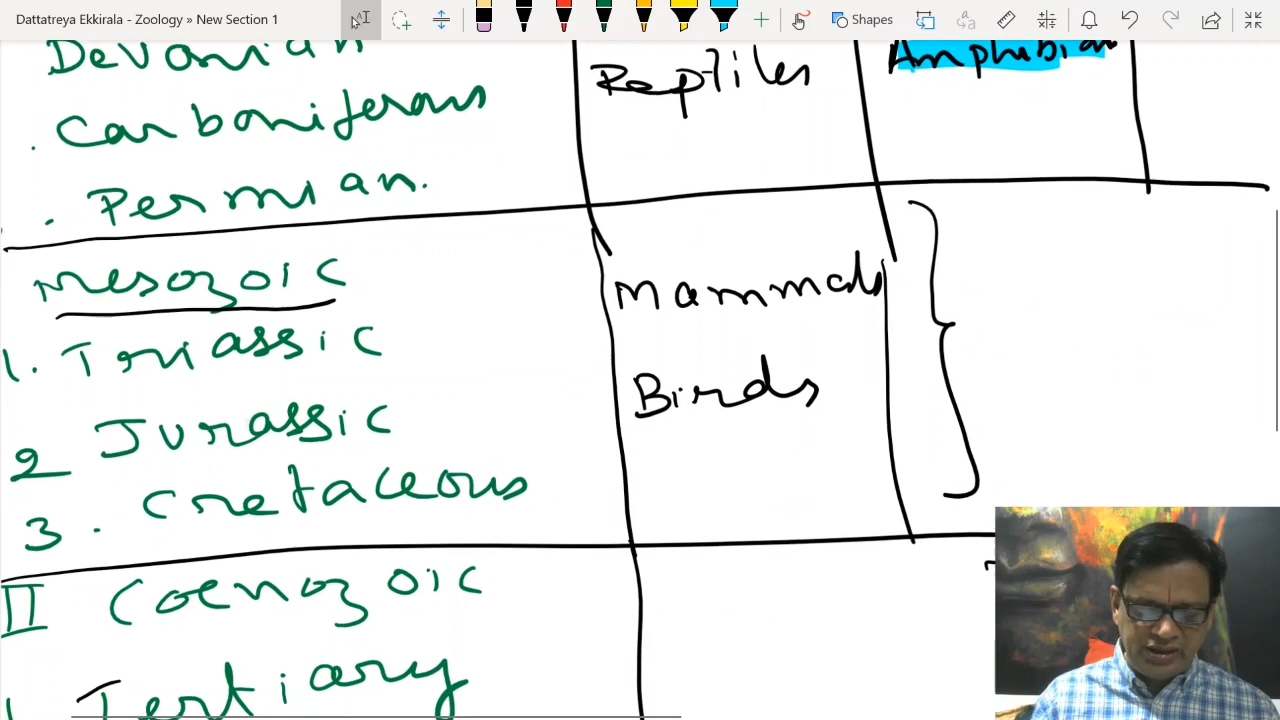 Dattatreya Ekkirala - Zoology » New Section 1
Shapes
Devonian
Reptiles
Amphibian
. Carboniferous
. Permian.
Mesozoic
Mammals
1. Triassic
Birds
2 Jurassic
3. Cretaceous
II Coenozoic
1. Tertiary